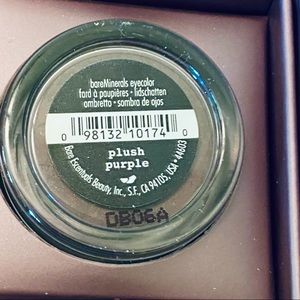 bareMinerals eyecolor
fard à paupières • lidschatten
ombretto • sombra de ojos
0 98132 10174 0
plush
purple
Bare Escentuals Beauty, Inc., S.F., CA 94105, USA • 44603
DB06A